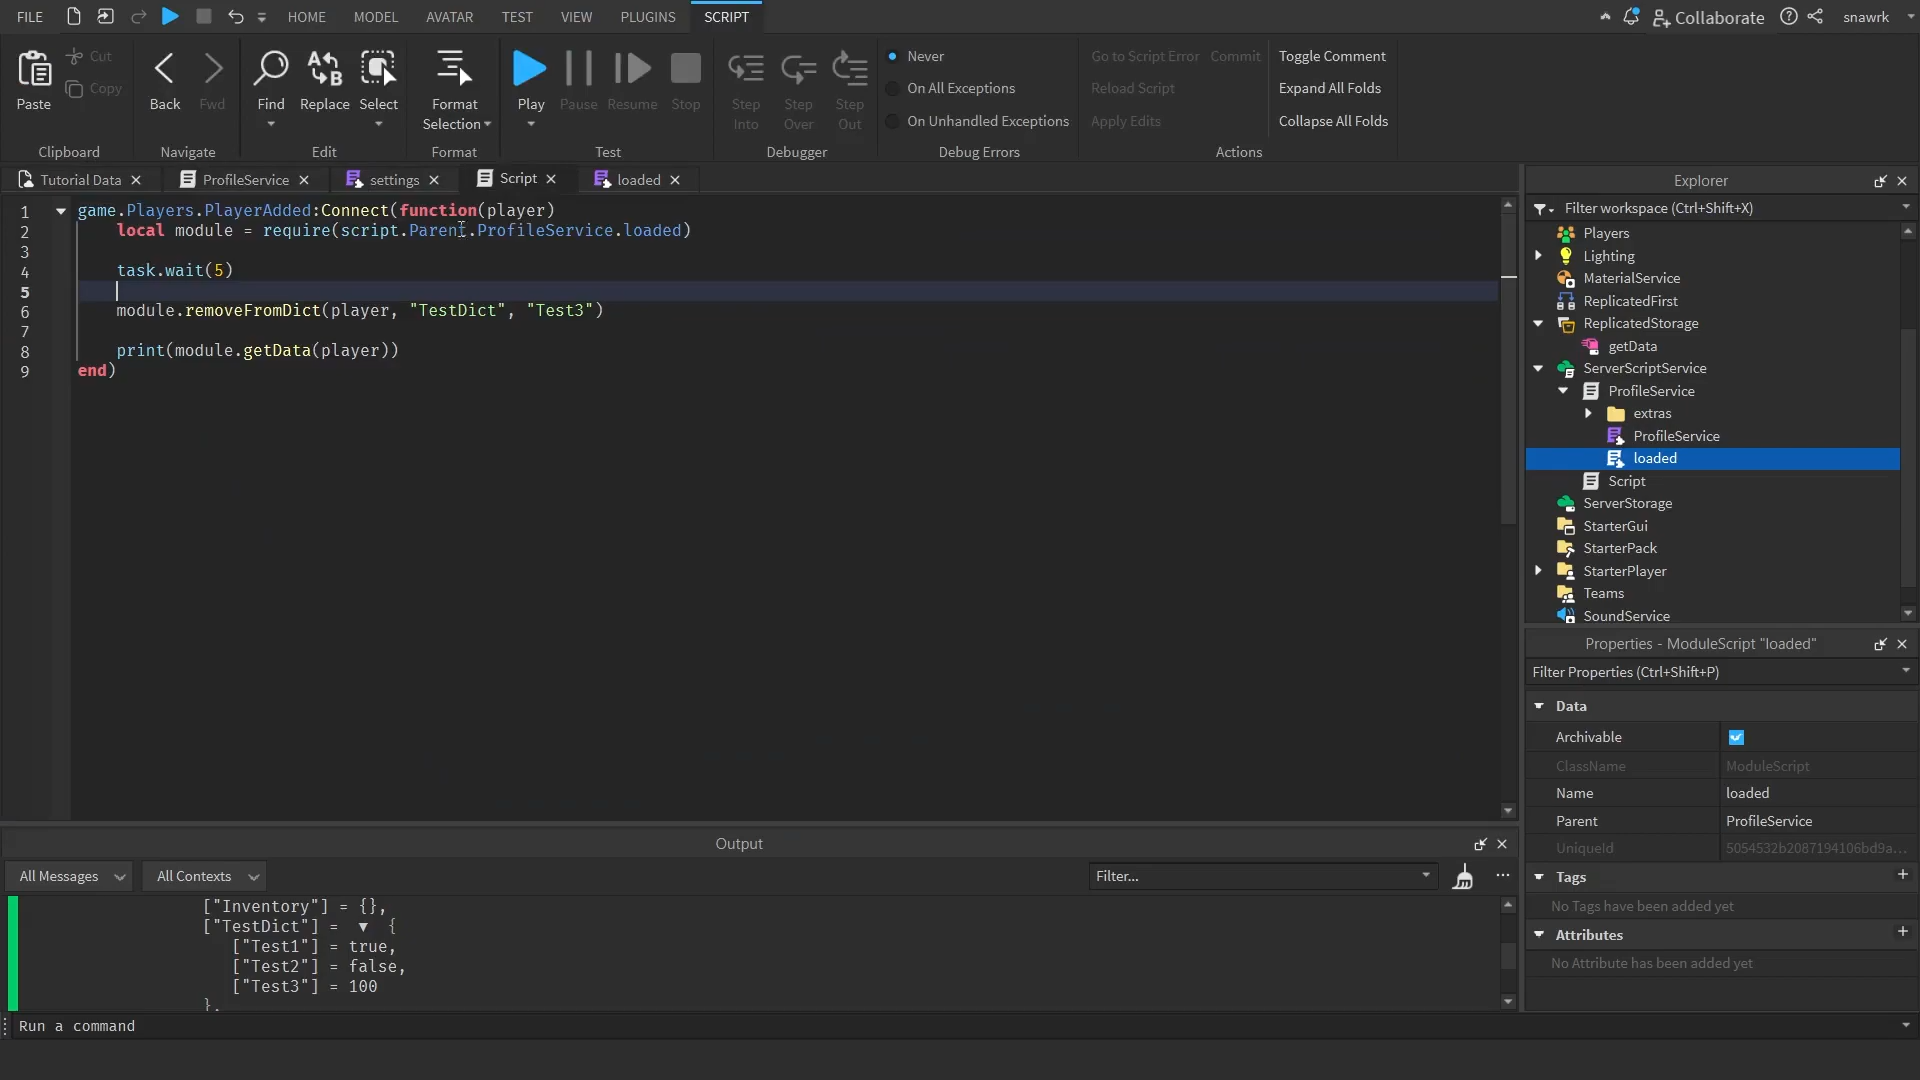 FILE HOME MODEL AVATAR TEST VIEW PLUGINS SCRIPT Collaborate snawrk
Paste Cut Copy Clipboard
Back Fwd Navigate
Find Replace Select Edit
Format Selection Format
Play Pause Resume Stop Test
Step Into Step Over Step Out Debugger
Never
On All Exceptions
On Unhandled Exceptions
Debug Errors
Go to Script Error Commit
Reload Script
Apply Edits
Toggle Comment
Expand All Folds
Collapse All Folds
Actions
Tutorial Data ProfileService settings Script loaded
1 game.Players.PlayerAdded:Connect(function(player)
2 local module = require(script.Parent.ProfileService.loaded)
3
4 task.wait(5)
5
6 module.removeFromDict(player, "TestDict", "Test3")
7
8 print(module.getData(player))
9 end)
Explorer
Filter workspace (Ctrl+Shift+X)
Players
Lighting
MaterialService
ReplicatedFirst
ReplicatedStorage
getData
ServerScriptService
ProfileService
extras
ProfileService
loaded
Script
ServerStorage
StarterGui
StarterPack
StarterPlayer
Teams
SoundService
Properties - ModuleScript "loaded"
Filter Properties (Ctrl+Shift+P)
Data
Archivable
ClassName ModuleScript
Name loaded
Parent ProfileService
UniqueId 5054532b2087194106bd9a...
Tags
No Tags have been added yet
Attributes
No Attribute has been added yet
Output
All Messages All Contexts Filter...
["Inventory"] = {},
["TestDict"] = ▼ {
["Test1"] = true,
["Test2"] = false,
["Test3"] = 100
},
Run a command